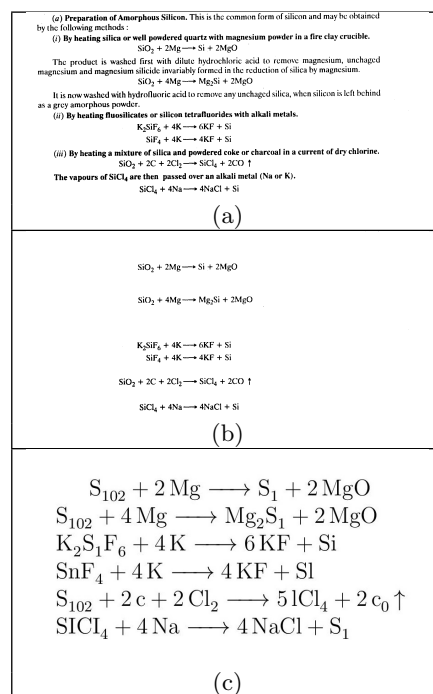 (a) Preparation of Amorphous Silicon. This is the common form of silicon and may be obtained
by the following methods :
(i) By heating silica or well powdered quartz with magnesium powder in a fire clay crucible.
SiO₂ + 2Mg ⟶ Si + 2MgO
The product is washed first with dilute hydrochloric acid to remove magnesium, unchaged
magnesium and magnesium silicide invariably formed in the reduction of silica by magnesium.
SiO₂ + 4Mg ⟶ Mg₂Si + 2MgO
It is now washed with hydrofluoric acid to remove any unchaged silica, when silicon is left behind
as a grey amorphous powder.
(ii) By heating fluosilicates or silicon tetrafluorides with alkali metals.
K₂SiF₆ + 4K ⟶ 6KF + Si
SiF₄ + 4K ⟶ 4KF + Si
(iii) By heating a mixture of silica and powdered coke or charcoal in a current of dry chlorine.
SiO₂ + 2C + 2Cl₂ ⟶ SiCl₄ + 2CO ↑
The vapours of SiCl₄ are then passed over an alkali metal (Na or K).
SiCl₄ + 4Na ⟶ 4NaCl + Si
(a)
SiO₂ + 2Mg ⟶ Si + 2MgO
SiO₂ + 4Mg ⟶ Mg₂Si + 2MgO
K₂SiF₆ + 4K ⟶ 6KF + Si
SiF₄ + 4K ⟶ 4KF + Si
SiO₂ + 2C + 2Cl₂ ⟶ SiCl₄ + 2CO ↑
SiCl₄ + 4Na ⟶ 4NaCl + Si
(b)
S₁₀₂ + 2 Mg ⟶ S₁ + 2 MgO
S₁₀₂ + 4 Mg ⟶ Mg₂S₁ + 2 MgO
K₂S₁F₆ + 4 K ⟶ 6 KF + Si
SnF₄ + 4 K ⟶ 4 KF + Sl
S₁₀₂ + 2 c + 2 Cl₂ ⟶ 5 lCl₄ + 2 c₀ ↑
SICI₄ + 4 Na ⟶ 4 NaCl + S₁
(c)